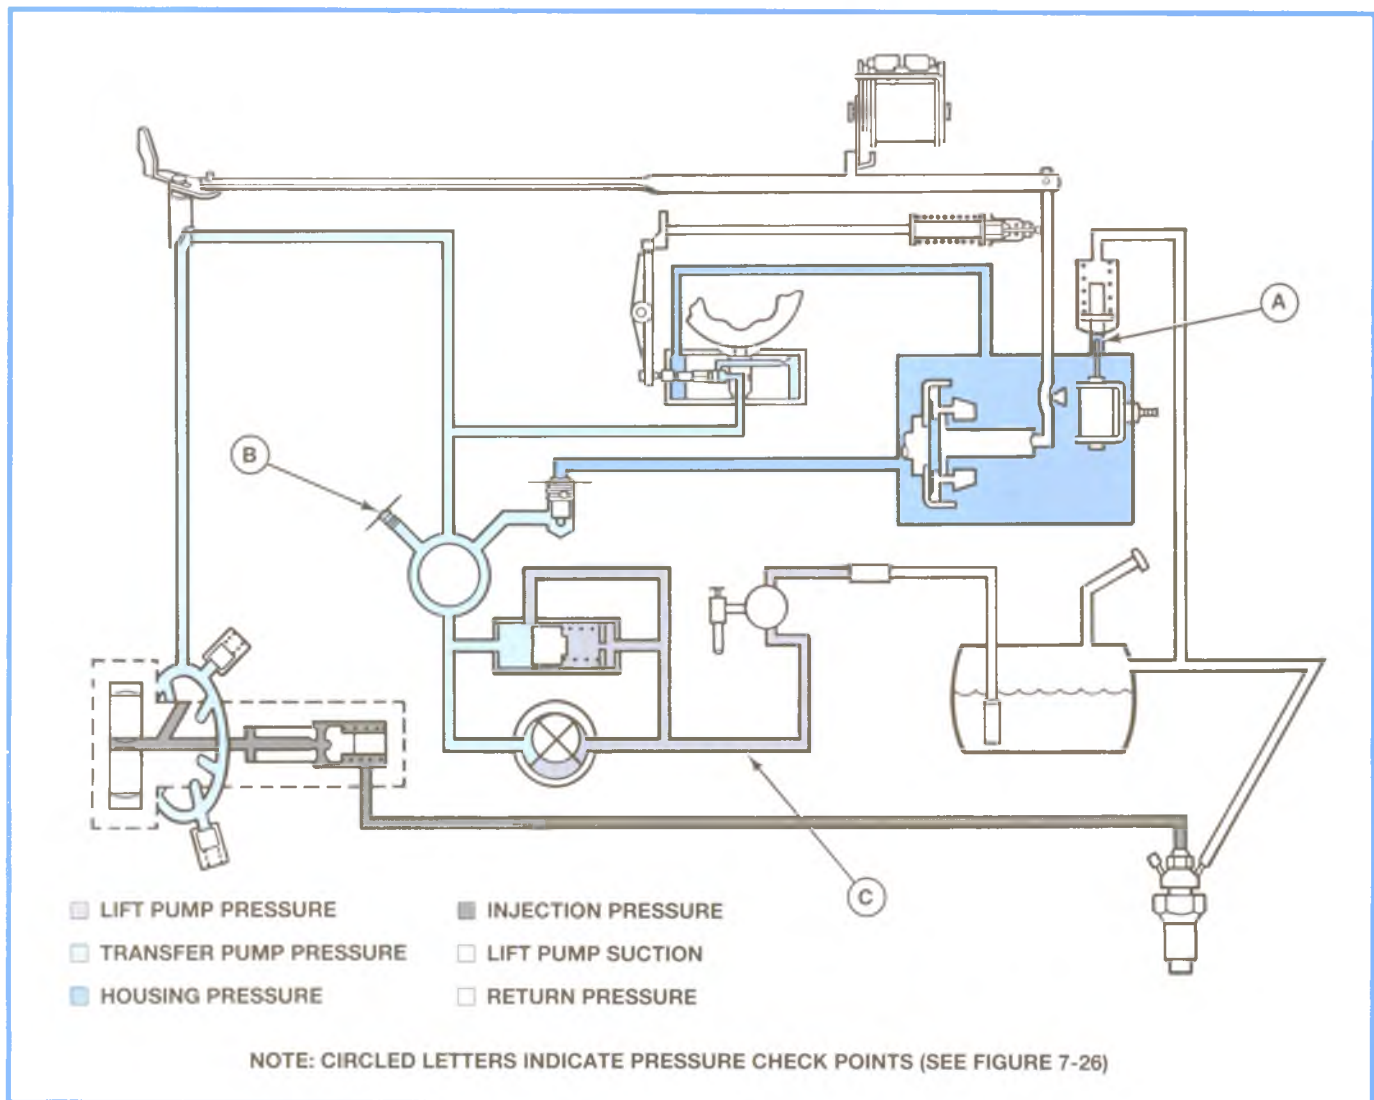 A
B
C
LIFT PUMP PRESSURE
INJECTION PRESSURE
TRANSFER PUMP PRESSURE
LIFT PUMP SUCTION
HOUSING PRESSURE
RETURN PRESSURE
NOTE: CIRCLED LETTERS INDICATE PRESSURE CHECK POINTS (SEE FIGURE 7-26)